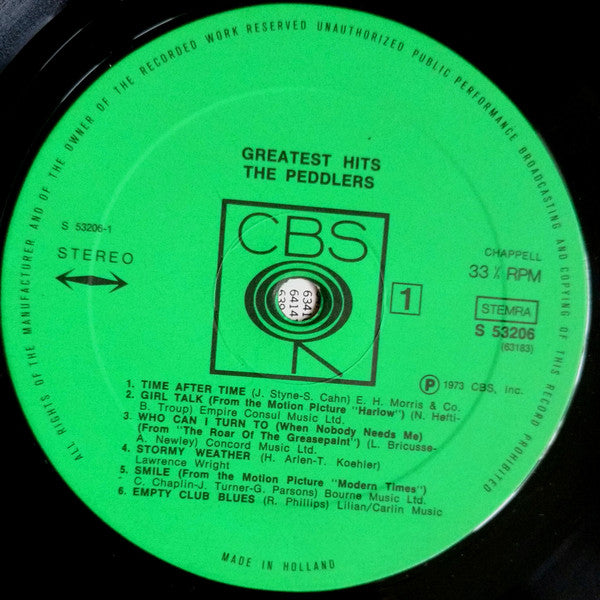 ALL RIGHTS OF THE MANUFACTURER AND OF THE OWNER OF THE RECORDED WORK RESERVED UNAUTHORIZED PUBLIC PERFORMANCE BROADCASTING AND COPYING OF THIS RECORD PROHIBITED
GREATEST HITS
THE PEDDLERS
S 53206-1
STEREO
CBS
6341
64141
639
1
CHAPPELL
33⅓ RPM
STEMRA
S 53206
(63183)
Ⓟ 1973 CBS, Inc.
1. TIME AFTER TIME (J. Styne-S. Cahn) E. H. Morris & Co.
2. GIRL TALK (From the Motion Picture "Harlow") (N. Hefti-
B. Troup) Empire Consul Music Ltd.
3. WHO CAN I TURN TO (When Nobody Needs Me)
(From "The Roar Of The Greasepaint") (L. Bricusse-
A. Newley) Concord Music Ltd.
4. STORMY WEATHER (H. Arlen-T. Koehler)
Lawrence Wright
5. SMILE (From the Motion Picture "Modern Times")
C. Chaplin-J. Turner-G. Parsons) Bourne Music Ltd.
6. EMPTY CLUB BLUES (R. Phillips) Lilian/Carlin Music
MADE IN HOLLAND